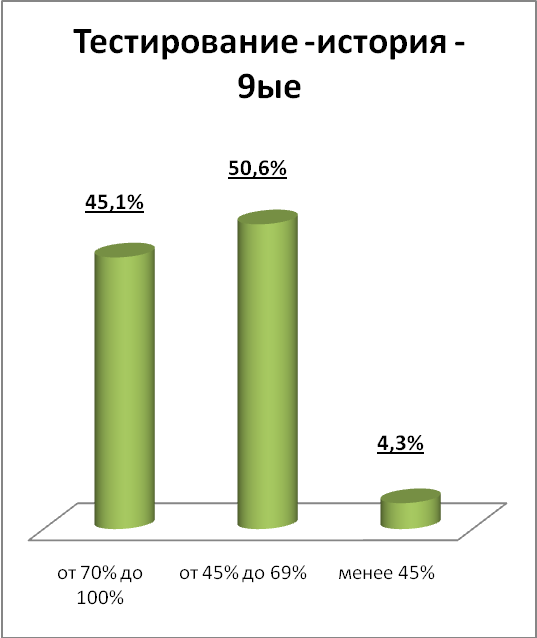 Тестирование -история -
9ые
50,6%
45,1%
4,3%
от 70% до
100%
от 45% до 69%
менее 45%